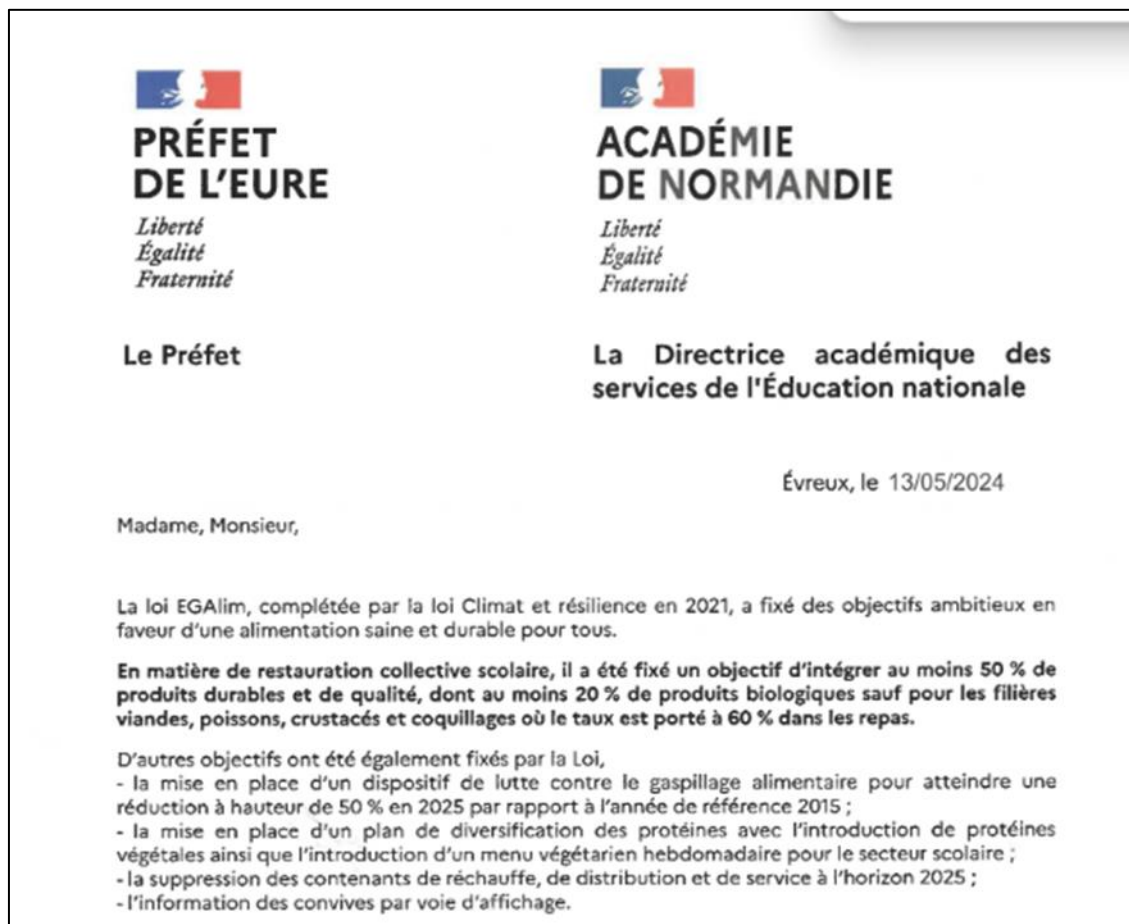 PRÉFET
DE L'EURE
Liberté
Égalité
Fraternité
ACADÉMIE
DE NORMANDIE
Liberté
Égalité
Fraternité
Le Préfet
La Directrice académique des
services de l'Éducation nationale
Évreux, le 13/05/2024
Madame, Monsieur,
La loi EGAlim, complétée par la loi Climat et résilience en 2021, a fixé des objectifs ambitieux en
faveur d'une alimentation saine et durable pour tous.
En matière de restauration collective scolaire, il a été fixé un objectif d'intégrer au moins 50 % de
produits durables et de qualité, dont au moins 20 % de produits biologiques sauf pour les filières
viandes, poissons, crustacés et coquillages où le taux est porté à 60 % dans les repas.
D'autres objectifs ont été également fixés par la Loi,
- la mise en place d'un dispositif de lutte contre le gaspillage alimentaire pour atteindre une
réduction à hauteur de 50 % en 2025 par rapport à l'année de référence 2015 ;
- la mise en place d'un plan de diversification des protéines avec l'introduction de protéines
végétales ainsi que l'introduction d'un menu végétarien hebdomadaire pour le secteur scolaire ;
- la suppression des contenants de réchauffe, de distribution et de service à l'horizon 2025 ;
- l'information des convives par voie d'affichage.